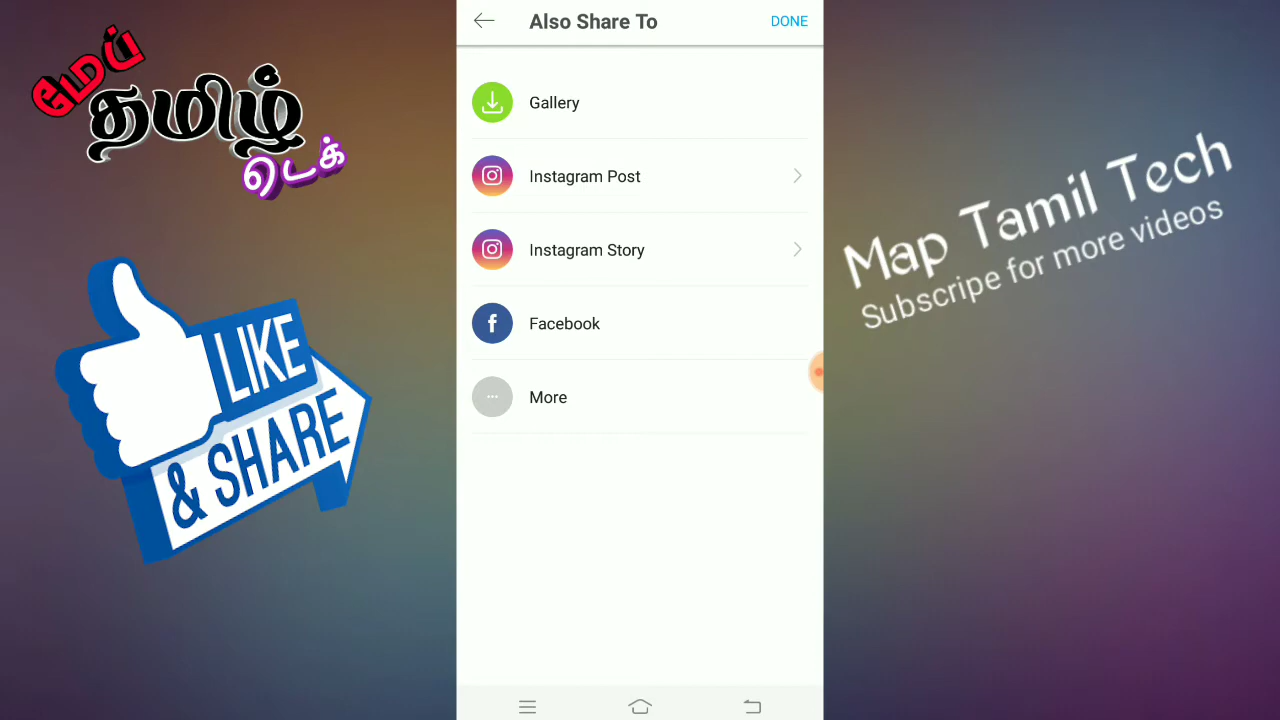 மேப்
தமிழ்
டெக்
LIKE
& SHARE
Also Share To
DONE
Gallery
Instagram Post
Instagram Story
Facebook
More
Map Tamil Tech
Subscripe for more videos